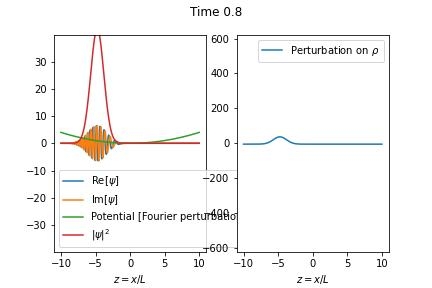 Time 0.8
30
20
10
0
−10
−20
−30
Re[ψ]
Im[ψ]
Potential [Fourier perturbatio
|ψ|²
−10 −5 0 5 10
z = x/L
600
400
200
0
−200
−400
−600
Perturbation on ρ
−10 −5 0 5 10
z = x/L